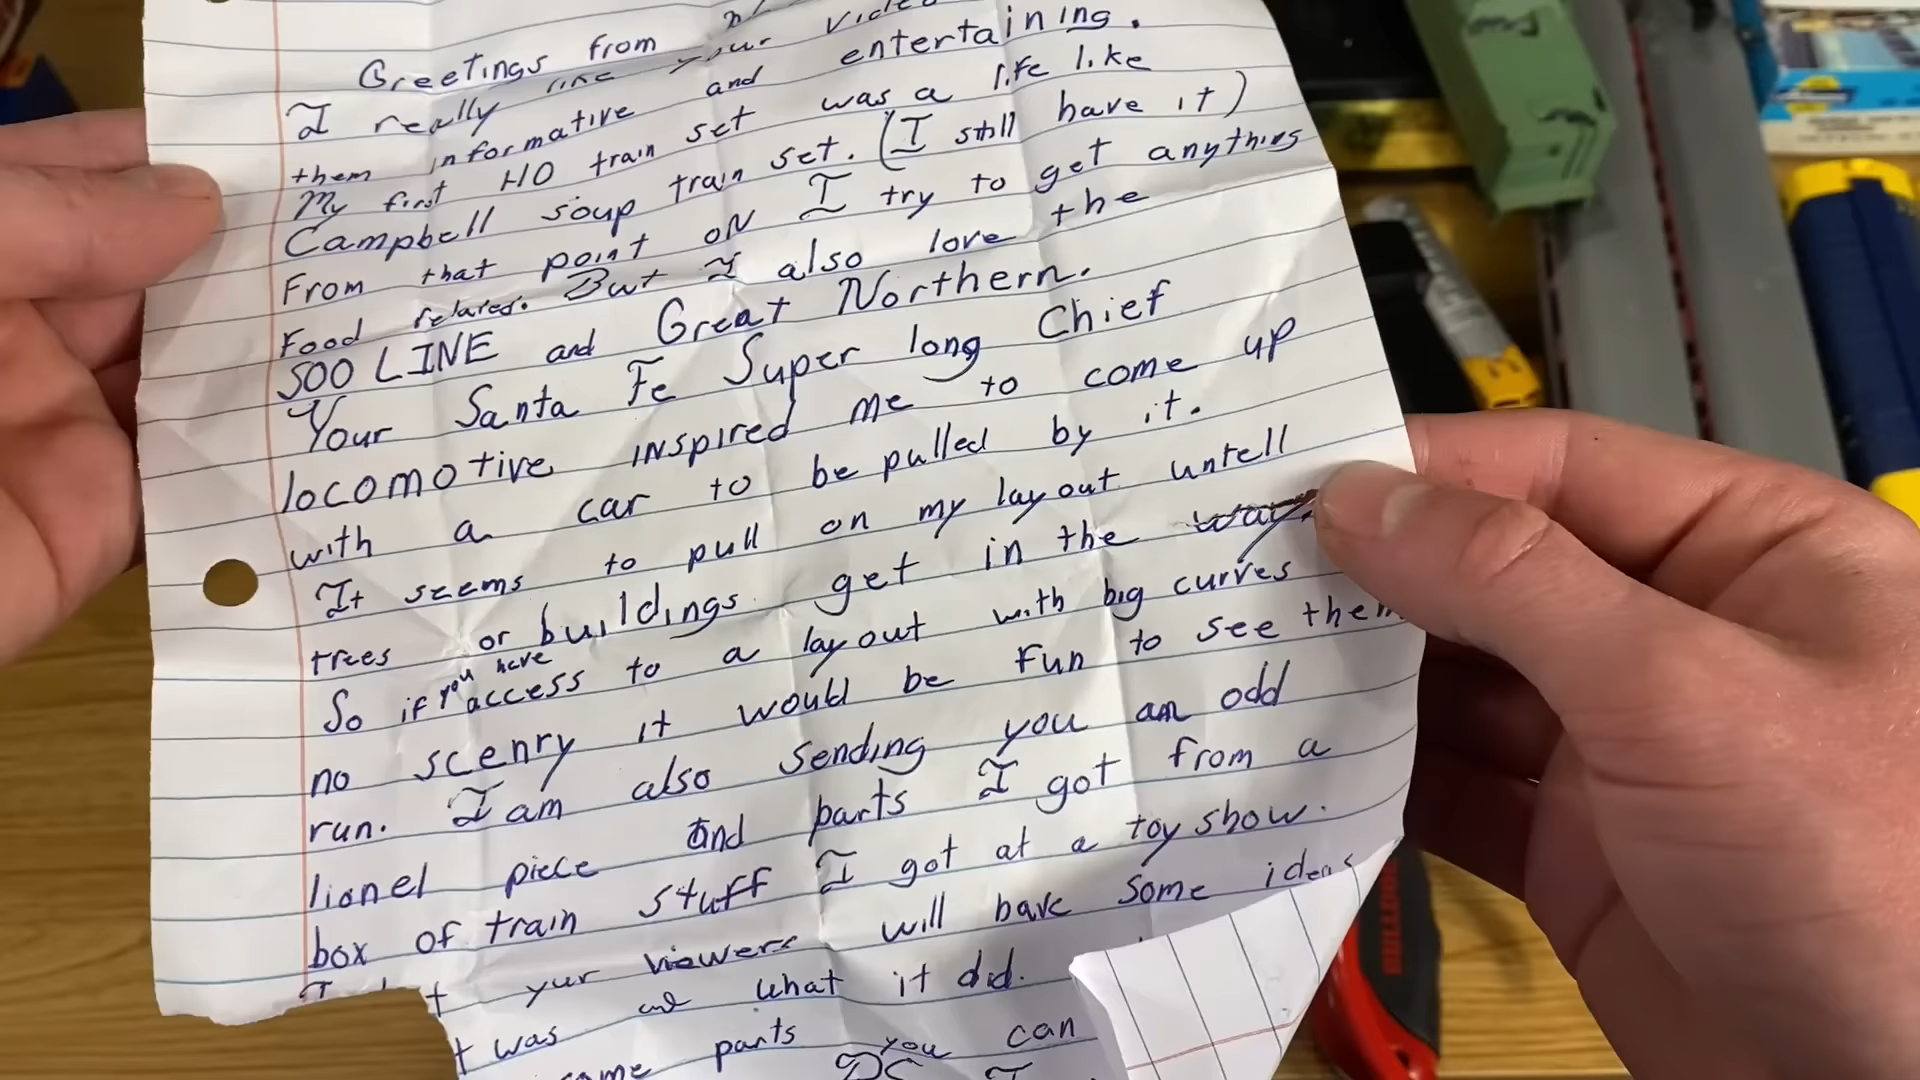 Greetings from
I really like your
them informative and entertaining.
My first HO train set was a life like
Campbell soup train set. (I still have it)
From that point oN I try to get anything
Food related. But I also love the
SOO LINE and Great Northern.
Your Santa Fe Super long Chief
locomotive inspired me to come up
with a car to be pulled by it.
It seems to pull on my layout untell
trees or buildings get in the way.
So if you have access to a layout with big curves
no scenry it would be fun to see them
run. I am also sending you an odd
lionel piece and parts I got from a
box of train stuff I got at a toy show.
yur viewers will have some ideas
was what it did.
some parts you can